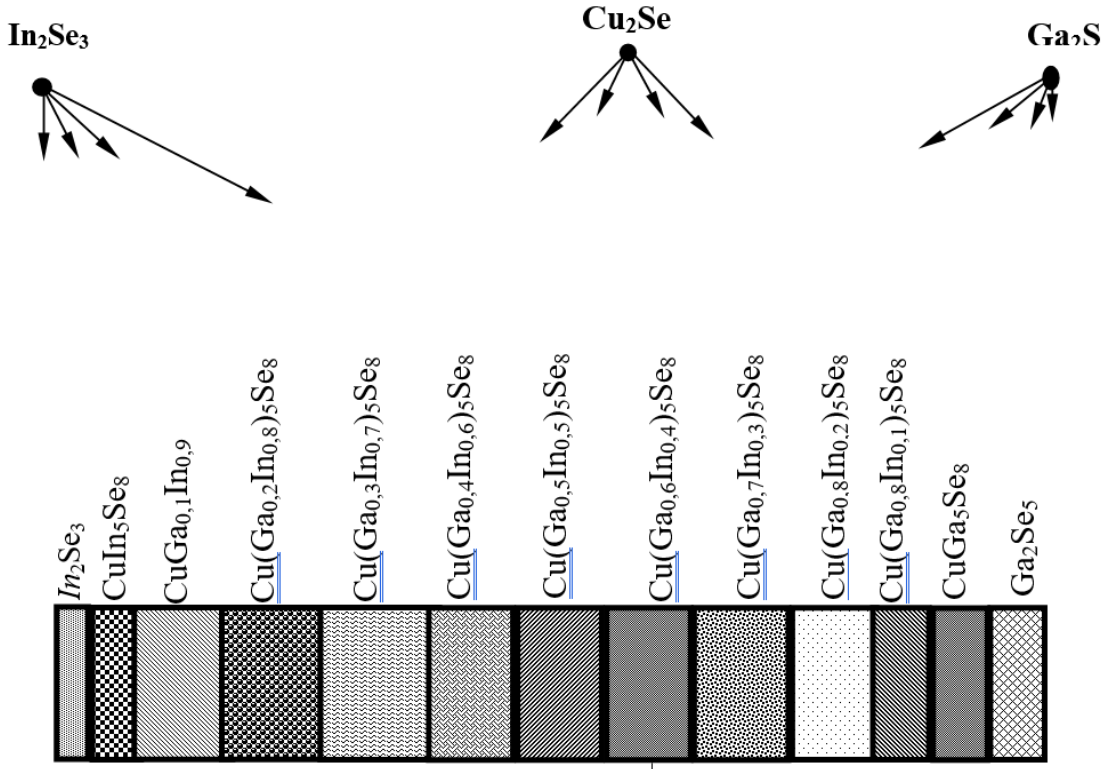 In₂Se₃
Cu₂Se
Ga₂S
In₂Se₃
CuIn₅Se₈
CuGa₀,₁In₀,₉
Cu(Ga₀,₂In₀,₈)₅Se₈
Cu(Ga₀,₃In₀,₇)₅Se₈
Cu(Ga₀,₄In₀,₆)₅Se₈
Cu(Ga₀,₅In₀,₅)₅Se₈
Cu(Ga₀,₆In₀,₄)₅Se₈
Cu(Ga₀,₇In₀,₃)₅Se₈
Cu(Ga₀,₈In₀.₂)₅Se₈
Cu(Ga₀,₈In₀,₁)₅Se₈
CuGa₅Se₈
Ga₂Se₅